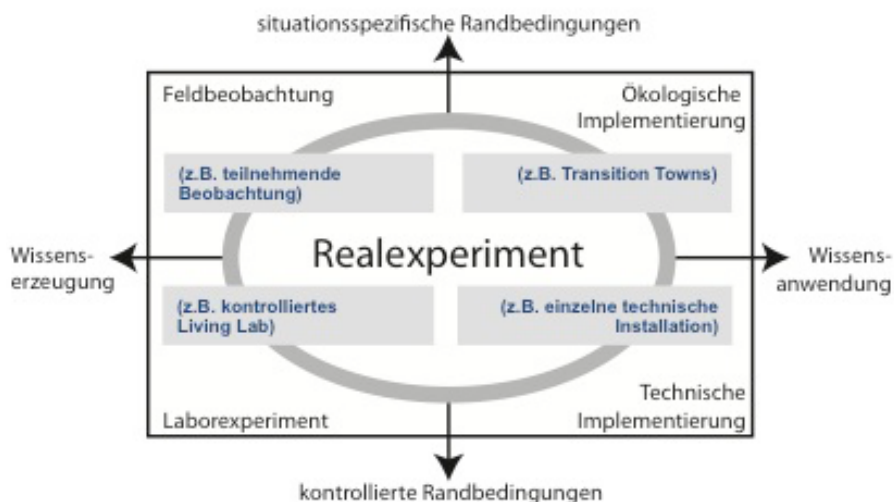 situationsspezifische Randbedingungen
Feldbeobachtung
Ökologische
Implementierung
(z.B. teilnehmende
Beobachtung)
(z.B. Transition Towns)
Wissens-
erzeugung
Realexperiment
Wissens-
anwendung
(z.B. kontrolliertes
Living Lab)
(z.B. einzelne technische
Installation)
Laborexperiment
Technische
Implementierung
kontrollierte Randbedingungen